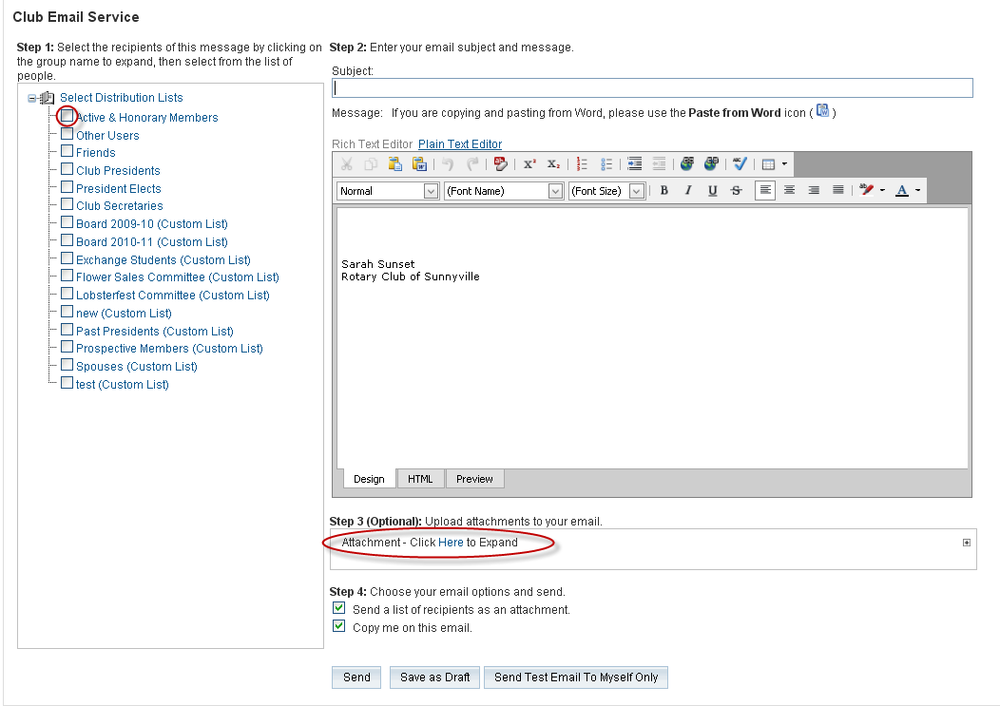 Club Email Service
Step 1: Select the recipients of this message by clicking on
the group name to expand, then select from the list of
people.
Select Distribution Lists
Active & Honorary Members
Other Users
Friends
Club Presidents
President Elects
Club Secretaries
Board 2009-10 (Custom List)
Board 2010-11 (Custom List)
Exchange Students (Custom List)
Flower Sales Committee (Custom List)
Lobsterfest Committee (Custom List)
new (Custom List)
Past Presidents (Custom List)
Prospective Members (Custom List)
Spouses (Custom List)
test (Custom List)
Step 2: Enter your email subject and message.
Subject:
Message: If you are copying and pasting from Word, please use the Paste from Word icon ( )
Rich Text Editor Plain Text Editor
Normal (Font Name) (Font Size) B I U S A
Sarah Sunset
Rotary Club of Sunnyville
Design HTML Preview
Step 3 (Optional): Upload attachments to your email.
Attachment - Click Here to Expand
Step 4: Choose your email options and send.
Send a list of recipients as an attachment.
Copy me on this email.
Send Save as Draft Send Test Email To Myself Only